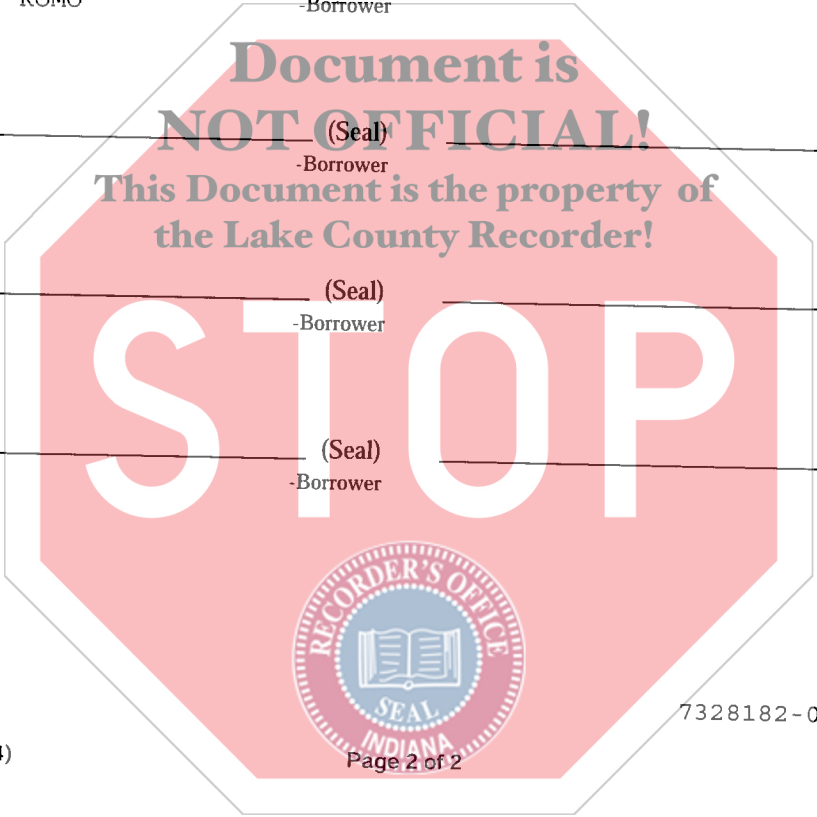 ROMO -Borrower
Document is
NOT OFFICIAL!
(Seal)
-Borrower
This Document is the property of
the Lake County Recorder!
(Seal)
-Borrower
STOP
(Seal)
-Borrower
RECORDER'S OFFICE
SEAL
INDIANA
7328182-0
4)
Page 2 of 2